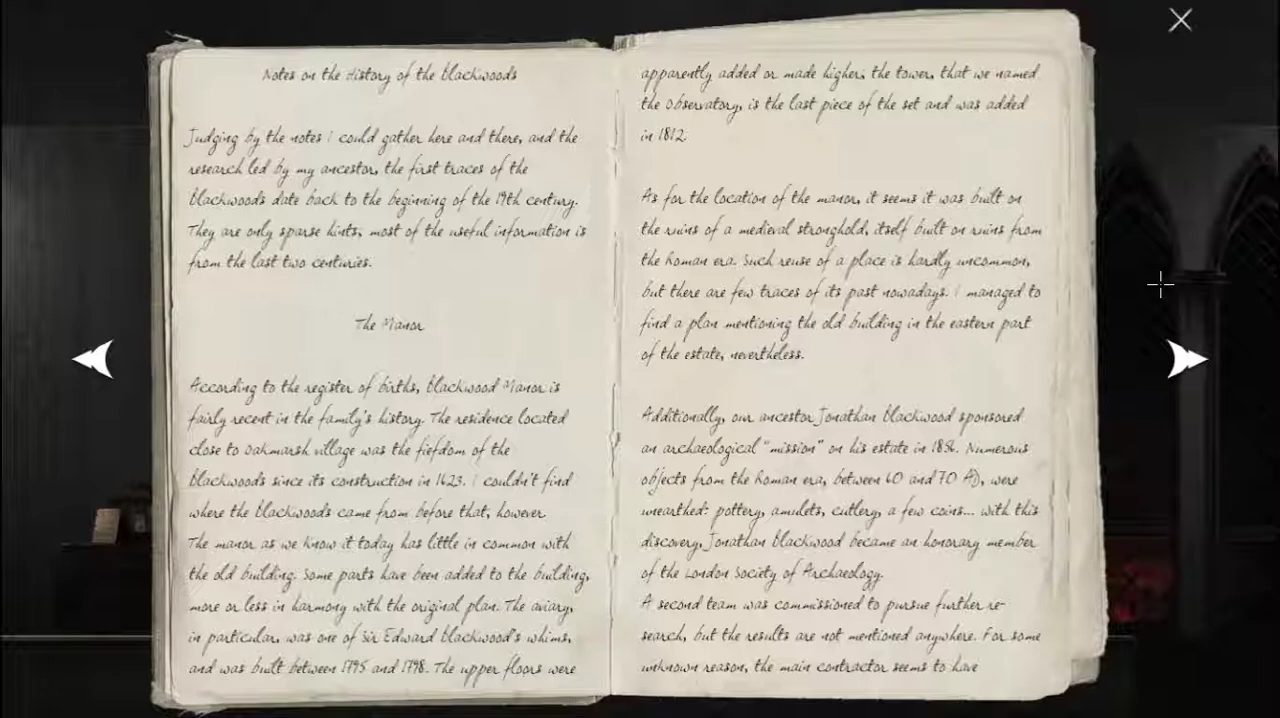 Notes on the History of the Blackwoods
Judging by the notes I could gather here and there, and the
research led by my ancestor, the first traces of the
Blackwoods date back to the beginning of the 19th century.
They are only sparse hints, most of the useful information is
from the last two centuries.
The Manor
According to the register of births, Blackwood Manor is
fairly recent in the family's history. The residence located
close to Oakmarsh village was the fiefdom of the
Blackwoods since its construction in 1623. I couldn't find
where the Blackwoods came from before that, however
The manor as we know it today has little in common with
the old building. Some parts have been added to the building,
more or less in harmony with the original plan. The aviary,
in particular, was one of Sir Edward Blackwood's whims,
and was built between 1795 and 1798. The upper floors were
apparently added or made higher; the tower, that we named
the Observatory, is the last piece of the set and was added
in 1812.
As for the location of the manor, it seems it was built on
the ruins of a medieval stronghold, itself built on ruins from
the Roman era. Such reuse of a place is hardly uncommon,
but there are few traces of its past nowadays. I managed to
find a plan mentioning the old building in the eastern part
of the estate, nevertheless.
Additionally, our ancestor Jonathan Blackwood sponsored
an archaeological "mission" on his estate in Numerous
objects from the Roman era, between 60 and 70 AD, were
unearthed: pottery, amulets, cutlery, a few coins... with this
discovery, Jonathan Blackwood became an honorary member
of the London Society of Archaeology.
A second team was commissioned to pursue further re-
search, but the results are not mentioned anywhere. For some
unknown reason, the main contractor seems to have